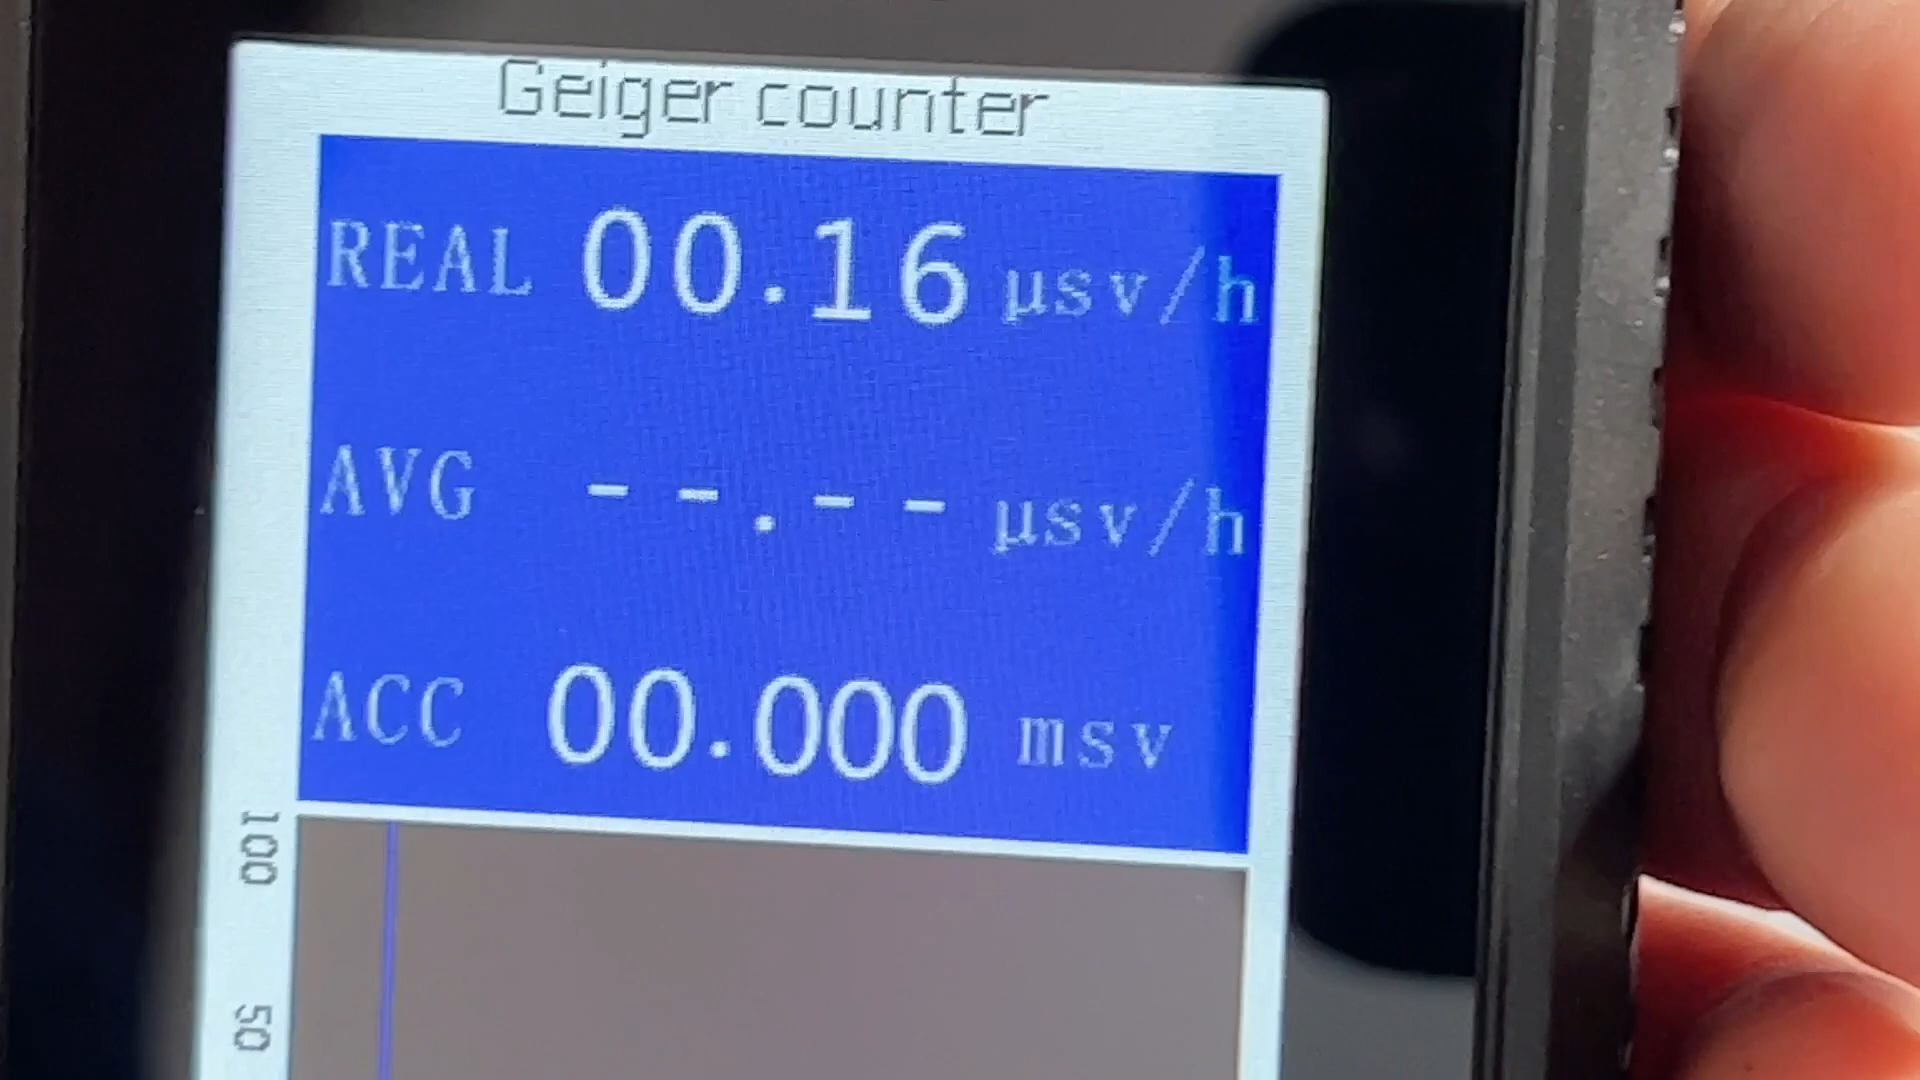 Geiger counter
REAL 00.16 µsv/h
AVG --.-- µsv/h
ACC 00.000 msv
100
50